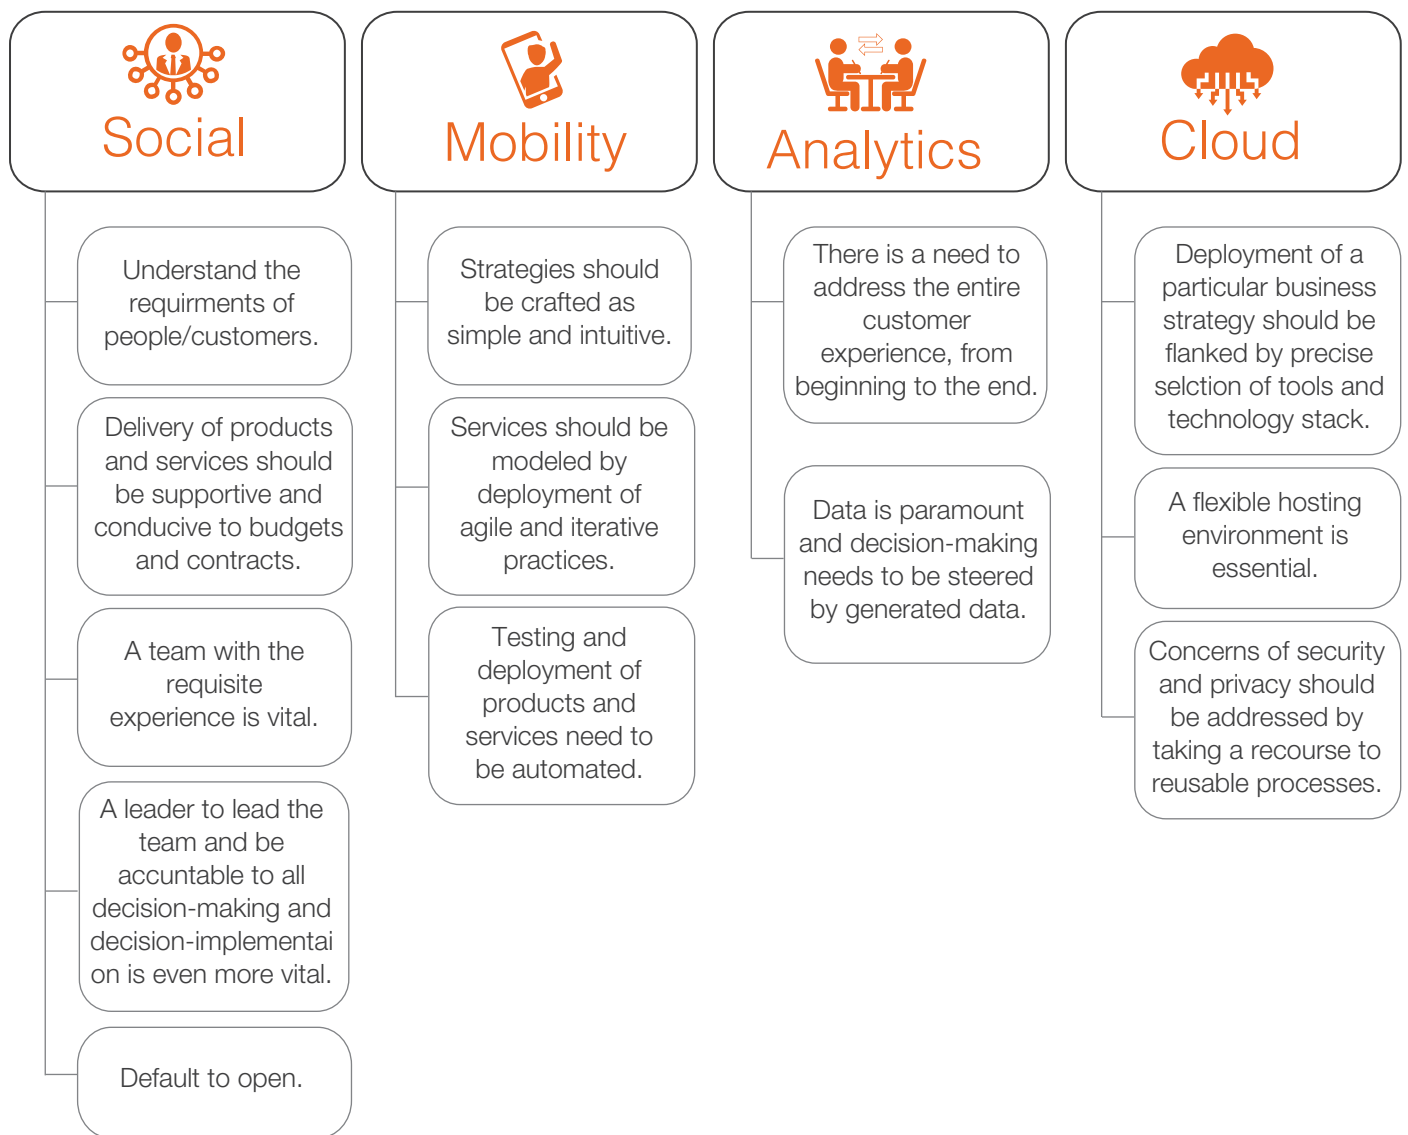 Social
Understand the
requirments of
people/customers.
Delivery of products
and services should
be supportive and
conducive to budgets
and contracts.
A team with the
requisite
experience is vital.
A leader to lead the
team and be
accuntable to all
decision-making and
decision-implementai
on is even more vital.
Default to open.
Mobility
Strategies should
be crafted as
simple and intuitive.
Services should be
modeled by
deployment of
agile and iterative
practices.
Testing and
deployment of
products and
services need to
be automated.
Analytics
There is a need to
address the entire
customer
experience, from
beginning to the end.
Data is paramount
and decision-making
needs to be steered
by generated data.
Cloud
Deployment of a
particular business
strategy should be
flanked by precise
selction of tools and
technology stack.
A flexible hosting
environment is
essential.
Concerns of security
and privacy should
be addressed by
taking a recourse to
reusable processes.